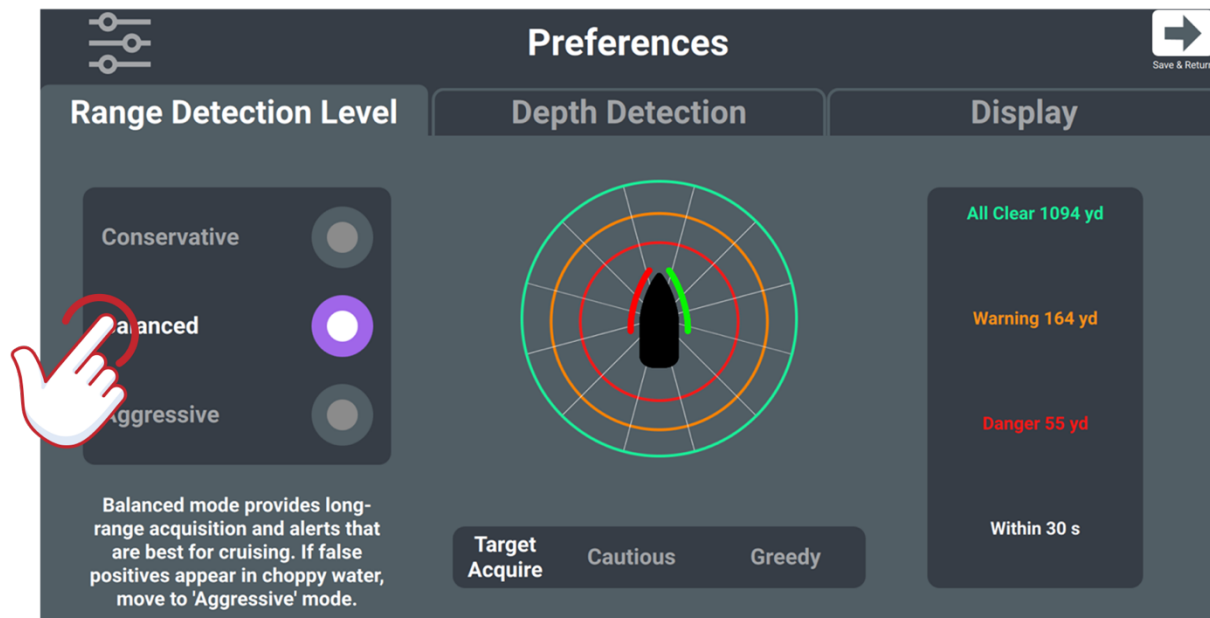 Preferences
Save & Return
Range Detection Level
Depth Detection
Display
Conservative
Balanced
Aggressive
Balanced mode provides long-
range acquisition and alerts that
are best for cruising. If false
positives appear in choppy water,
move to 'Aggressive' mode.
Target
Acquire
Cautious
Greedy
All Clear 1094 yd
Warning 164 yd
Danger 55 yd
Within 30 s